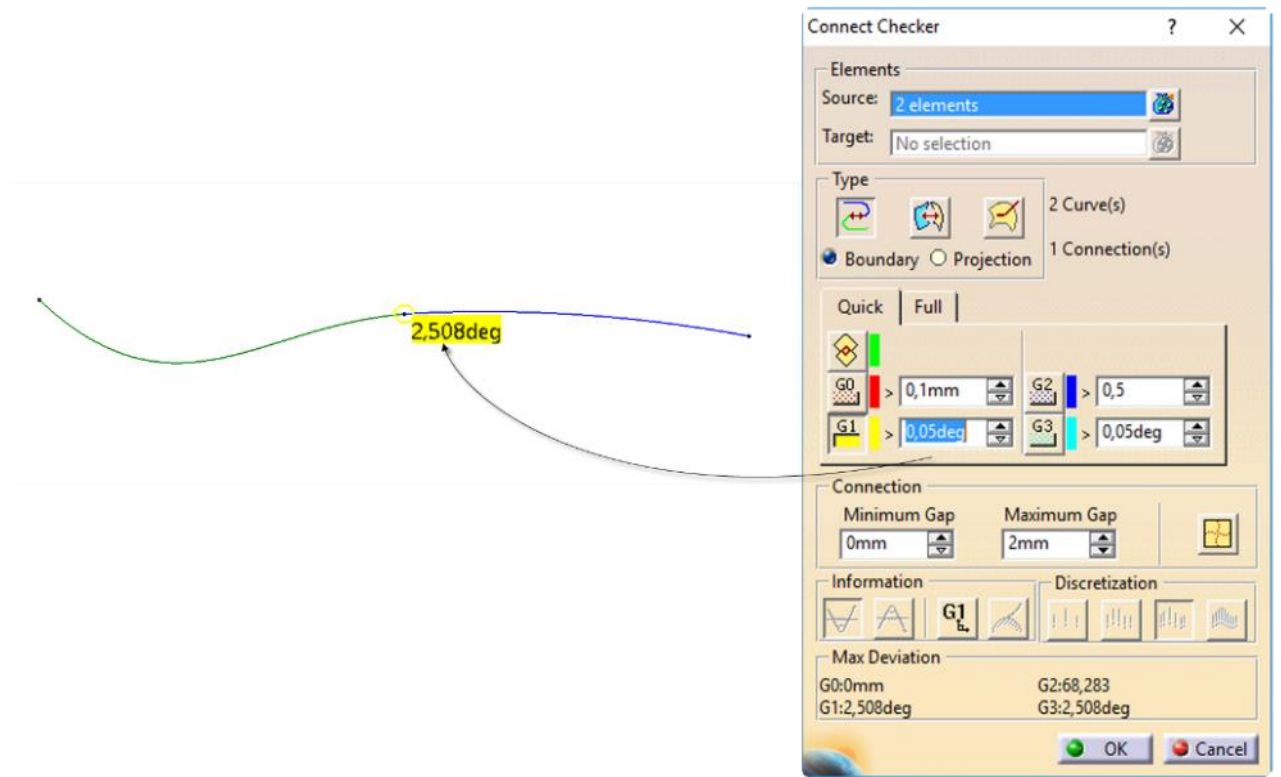 Connect Checker ? X
Elements
Source: 2 elements
Target: No selection
Type
2 Curve(s)
Boundary Projection
1 Connection(s)
2,508deg
Quick Full
G0 > 0,1mm G2 > 0,5
G1 > 0,05deg G3 > 0,05deg
Connection
Minimum Gap Maximum Gap
0mm 2mm
Information Discretization
G1
Max Deviation
G0:0mm G2:68,283
G1:2,508deg G3:2,508deg
OK Cancel